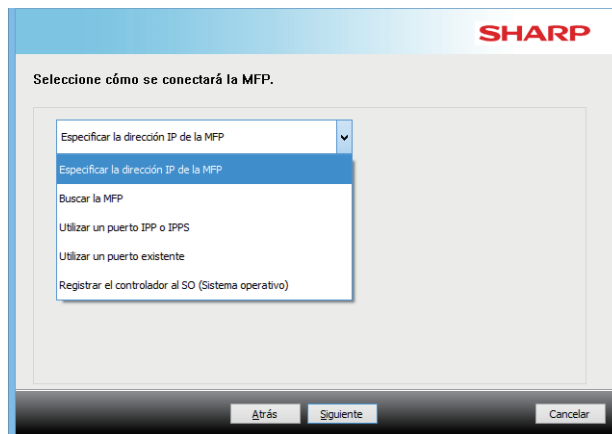 SHARP
Seleccione cómo se conectará la MFP.
Especificar la dirección IP de la MFP
Especificar la dirección IP de la MFP
Buscar la MFP
Utilizar un puerto IPP o IPPS
Utilizar un puerto existente
Registrar el controlador al SO (Sistema operativo)
Atrás Siguiente Cancelar